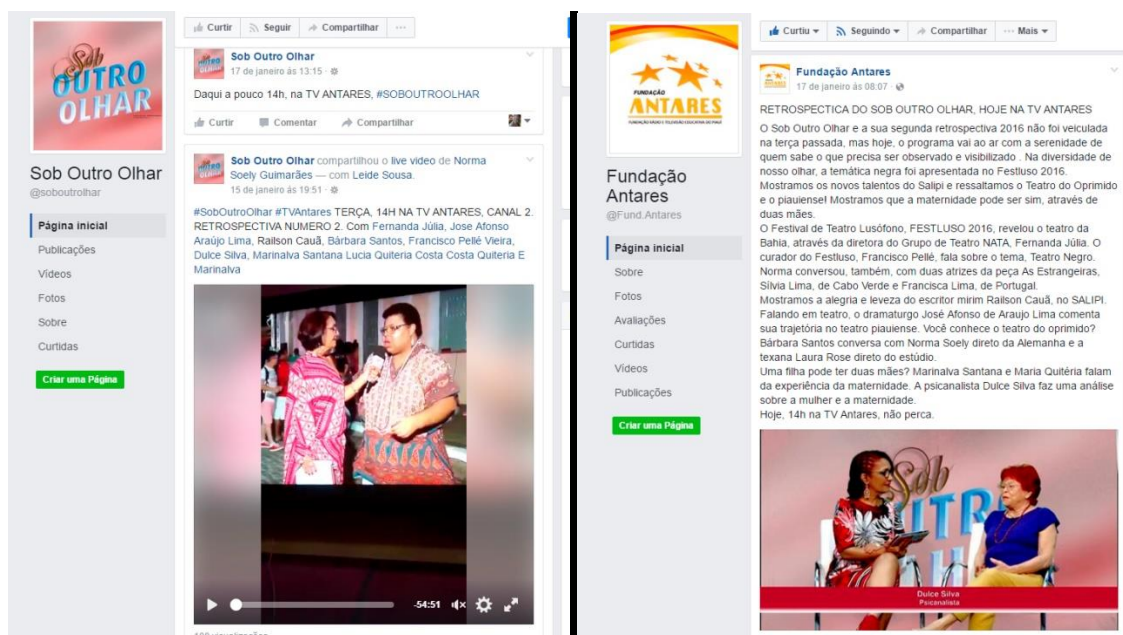 Sob
OUTRO
OLHAR
Sob Outro Olhar
@soboutrolhar
Página inicial
Publicações
Vídeos
Fotos
Sobre
Curtidas
Criar uma Página
Curtir Seguir Compartilhar ...
Sob Outro Olhar
17 de janeiro às 13:15 ·
Daqui a pouco 14h, na TV ANTARES, #SOBOUTROOLHAR
Curtir Comentar Compartilhar
Sob Outro Olhar compartilhou o live video de Norma
Soely Guimarães — com Leide Sousa.
15 de janeiro às 19:51 ·
#SobOutroOlhar #TVAntares TERÇA, 14H NA TV ANTARES, CANAL 2.
RETROSPECTIVA NUMERO 2. Com Fernanda Júlia, Jose Afonso
Araújo Lima, Railson Cauã, Bárbara Santos, Francisco Pellé Vieira,
Dulce Silva, Marinalva Santana Lucia Quiteria Costa Costa Quiteria E
Marinalva
-54:51
FUNDAÇÃO
ANTARES
FUNDAÇÃO RÁDIO E TELEVISÃO EDUCATIVA DO PIAUÍ
Fundação
Antares
@Fund.Antares
Página inicial
Sobre
Fotos
Avaliações
Curtidas
Vídeos
Publicações
Criar uma Página
Curtiu Seguindo Compartilhar ... Mais
Fundação Antares
17 de janeiro às 08:07 ·
RETROSPECTICA DO SOB OUTRO OLHAR, HOJE NA TV ANTARES
O Sob Outro Olhar e a sua segunda retrospectiva 2016 não foi veiculada
na terça passada, mas hoje, o programa vai ao ar com a serenidade de
quem sabe o que precisa ser observado e visibilizado . Na diversidade de
nosso olhar, a temática negra foi apresentada no Festluso 2016.
Mostramos os novos talentos do Salipi e ressaltamos o Teatro do Oprimido
e o piauiense! Mostramos que a maternidade pode ser sim, através de
duas mães.
O Festival de Teatro Lusófono, FESTLUSO 2016, revelou o teatro da
Bahia, através da diretora do Grupo de Teatro NATA, Fernanda Júlia. O
curador do Festluso, Francisco Pellé, fala sobre o tema, Teatro Negro.
Norma conversou, também, com duas atrizes da peça As Estrangeiras,
Sílvia Lima, de Cabo Verde e Francisca Lima, de Portugal.
Mostramos a alegria e leveza do escritor mirim Railson Cauã, no SALIPI.
Falando em teatro, o dramaturgo José Afonso de Araujo Lima comenta
sua trajetória no teatro piauiense. Você conhece o teatro do oprimido?
Bárbara Santos conversa com Norma Soely direto da Alemanha e a
texana Laura Rose direto do estúdio.
Uma filha pode ter duas mães? Marinalva Santana e Maria Quitéria falam
da experiência da maternidade. A psicanalista Dulce Silva faz uma análise
sobre a mulher e a maternidade.
Hoje, 14h na TV Antares, não perca.
Sob
Dulce Silva
Psicanalista